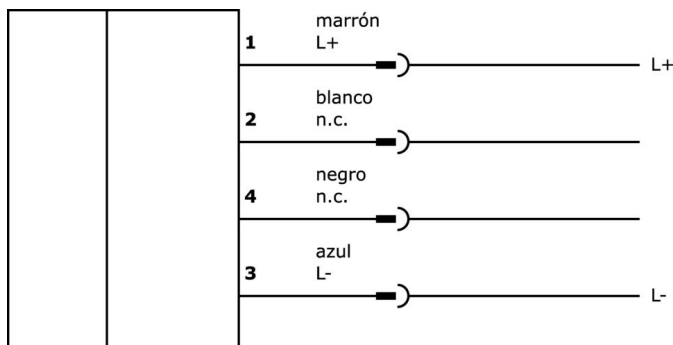 marrón
1 L+
L+
blanco
2 n.c.
negro
4 n.c.
azul
3 L-
L-